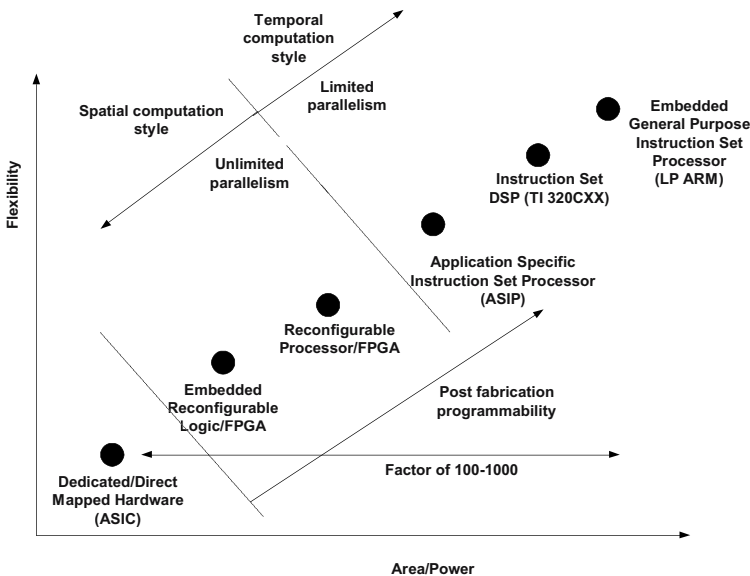 Temporal
computation
style
Limited
parallelism
Spatial computation
style
Unlimited
parallelism
Embedded
General Purpose
Instruction Set
Processor
(LP ARM)
Instruction Set
DSP (TI 320CXX)
Flexibility
Application Specific
Instruction Set Processor
(ASIP)
Reconfigurable
Processor/FPGA
Embedded
Reconfigurable
Logic/FPGA
Post fabrication
programmability
Factor of 100-1000
Dedicated/Direct
Mapped Hardware
(ASIC)
Area/Power